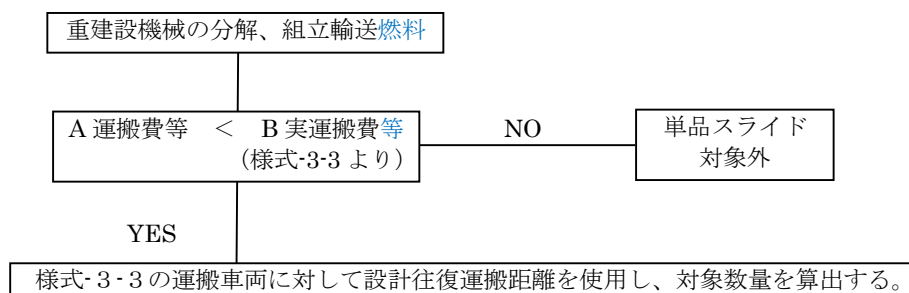 重建設機械の分解、組立輸送燃料
A 運搬費等 < B 実運搬費等
(様式-3-3 より)
NO
単品スライド
対象外
YES
様式-3-3の運搬車両に対して設計往復運搬距離を使用し、対象数量を算出する。